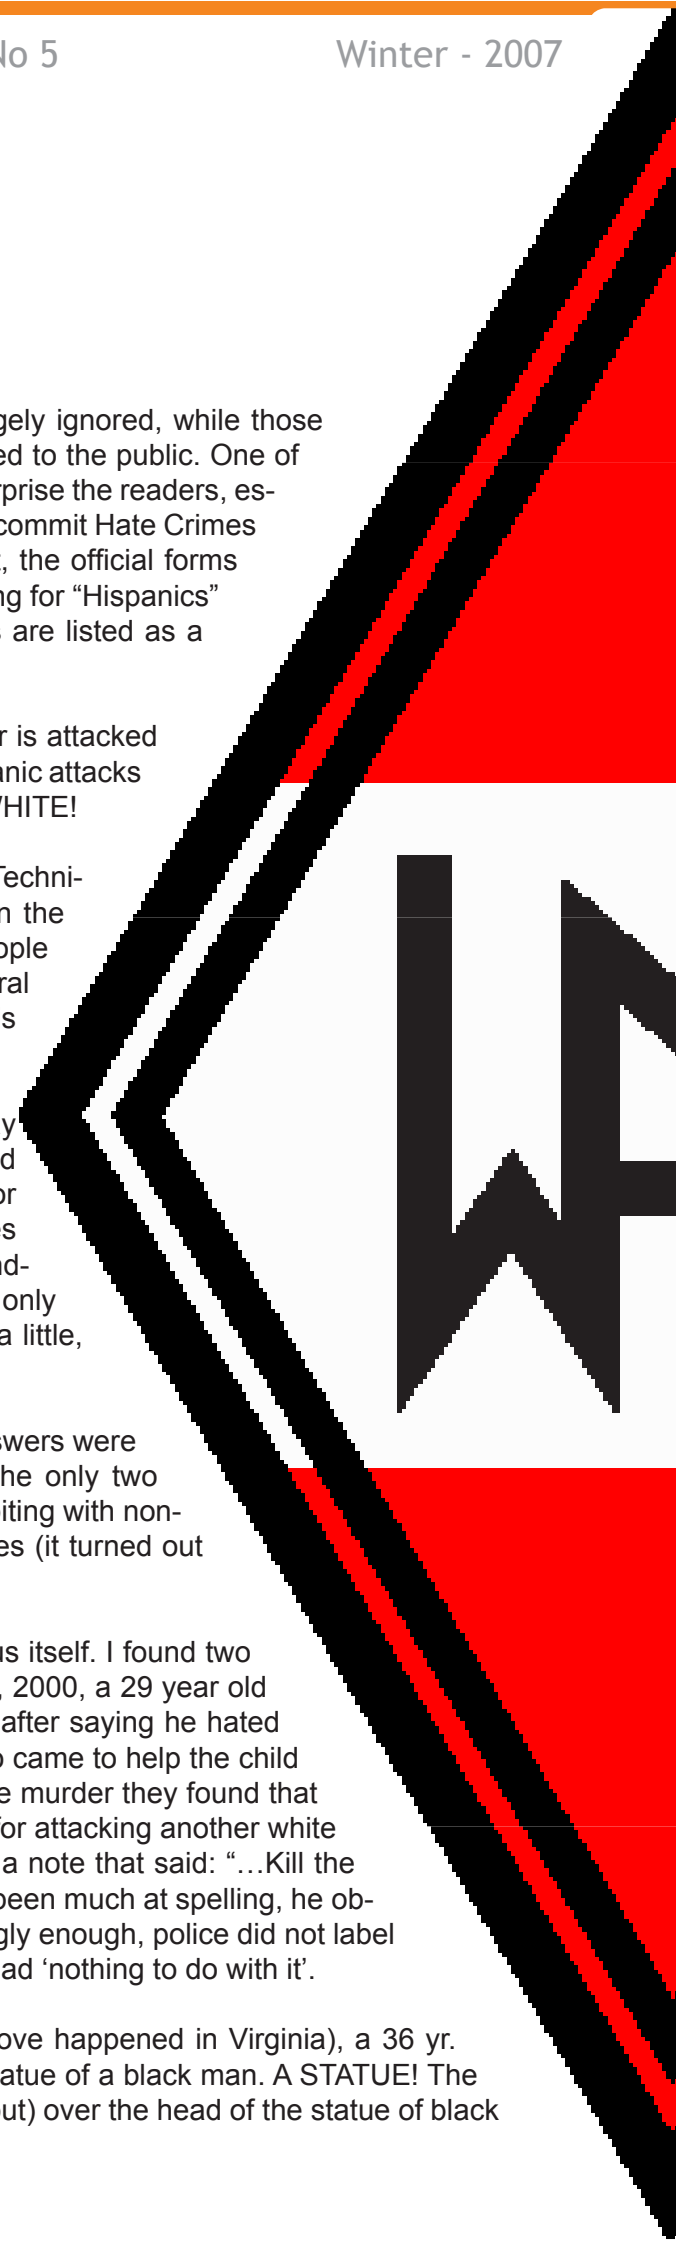 No 5 Winter - 2007
gely ignored, while those
ed to the public. One of
rprise the readers, es-
commit Hate Crimes
, the official forms
ng for “Hispanics”
s are listed as a
r is attacked
anic attacks
WHITE!
Techni-
n the
ople
ral
s
y
d
or
es
nd-
only
a little,
swers were
he only two
iting with non-
es (it turned out
us itself. I found two
, 2000, a 29 year old
after saying he hated
o came to help the child
e murder they found that
for attacking another white
a note that said: “…Kill the
been much at spelling, he ob-
gly enough, police did not label
ad ‘nothing to do with it’.
ove happened in Virginia), a 36 yr.
tatue of a black man. A STATUE! The
out) over the head of the statue of black